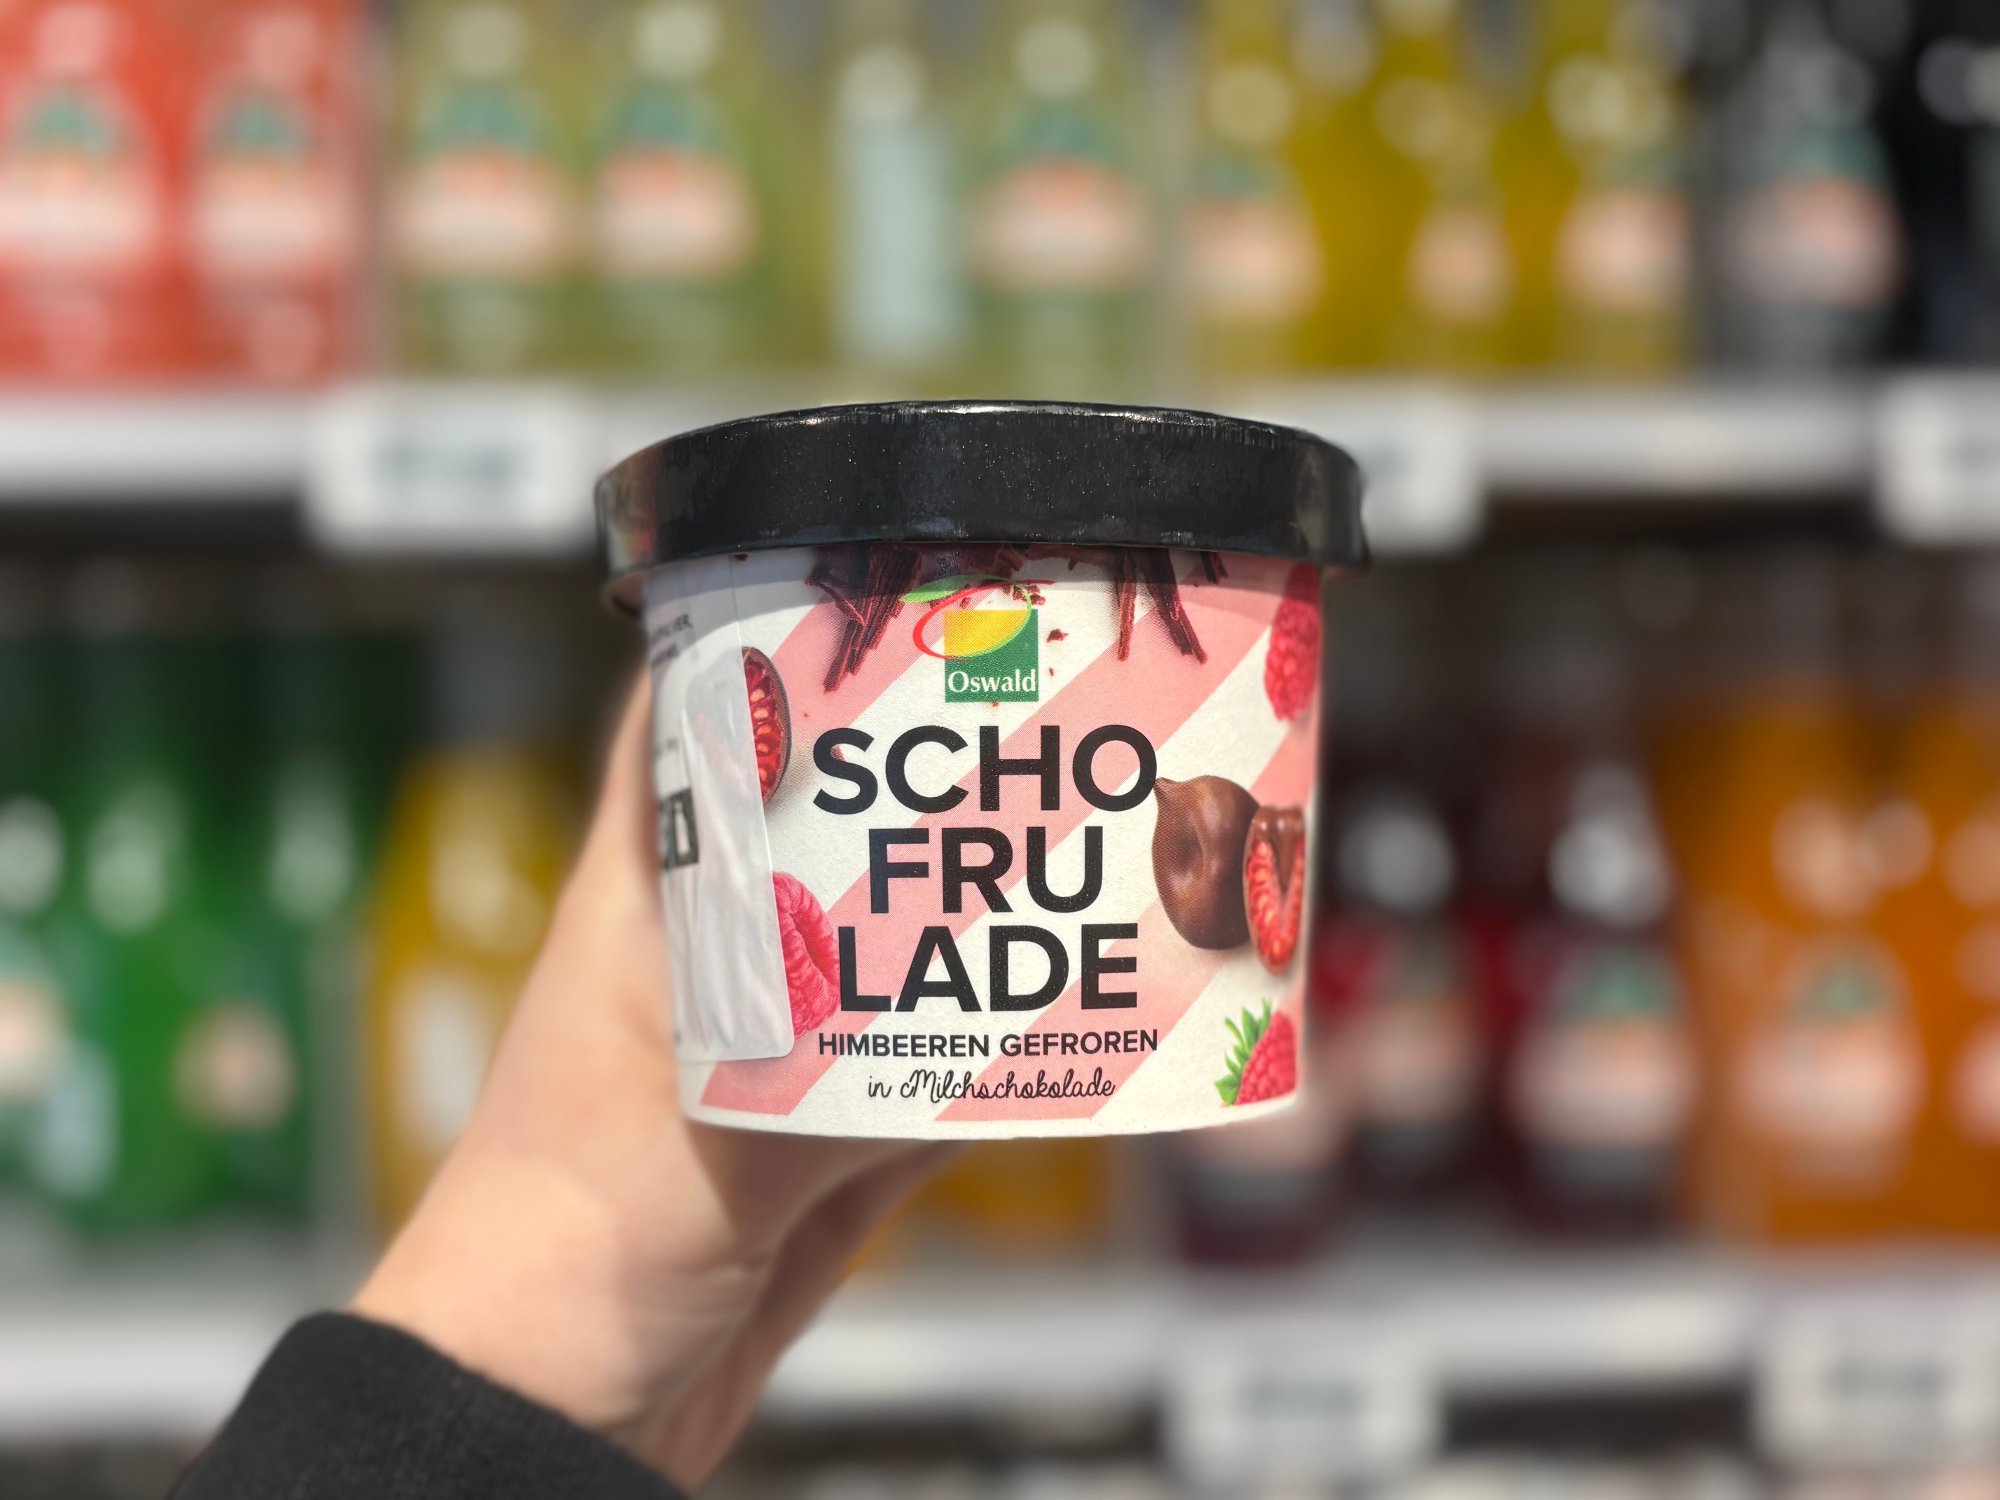 Oswald
SCHO
FRU
LADE
HIMBEEREN GEFROREN
in Milchschokolade